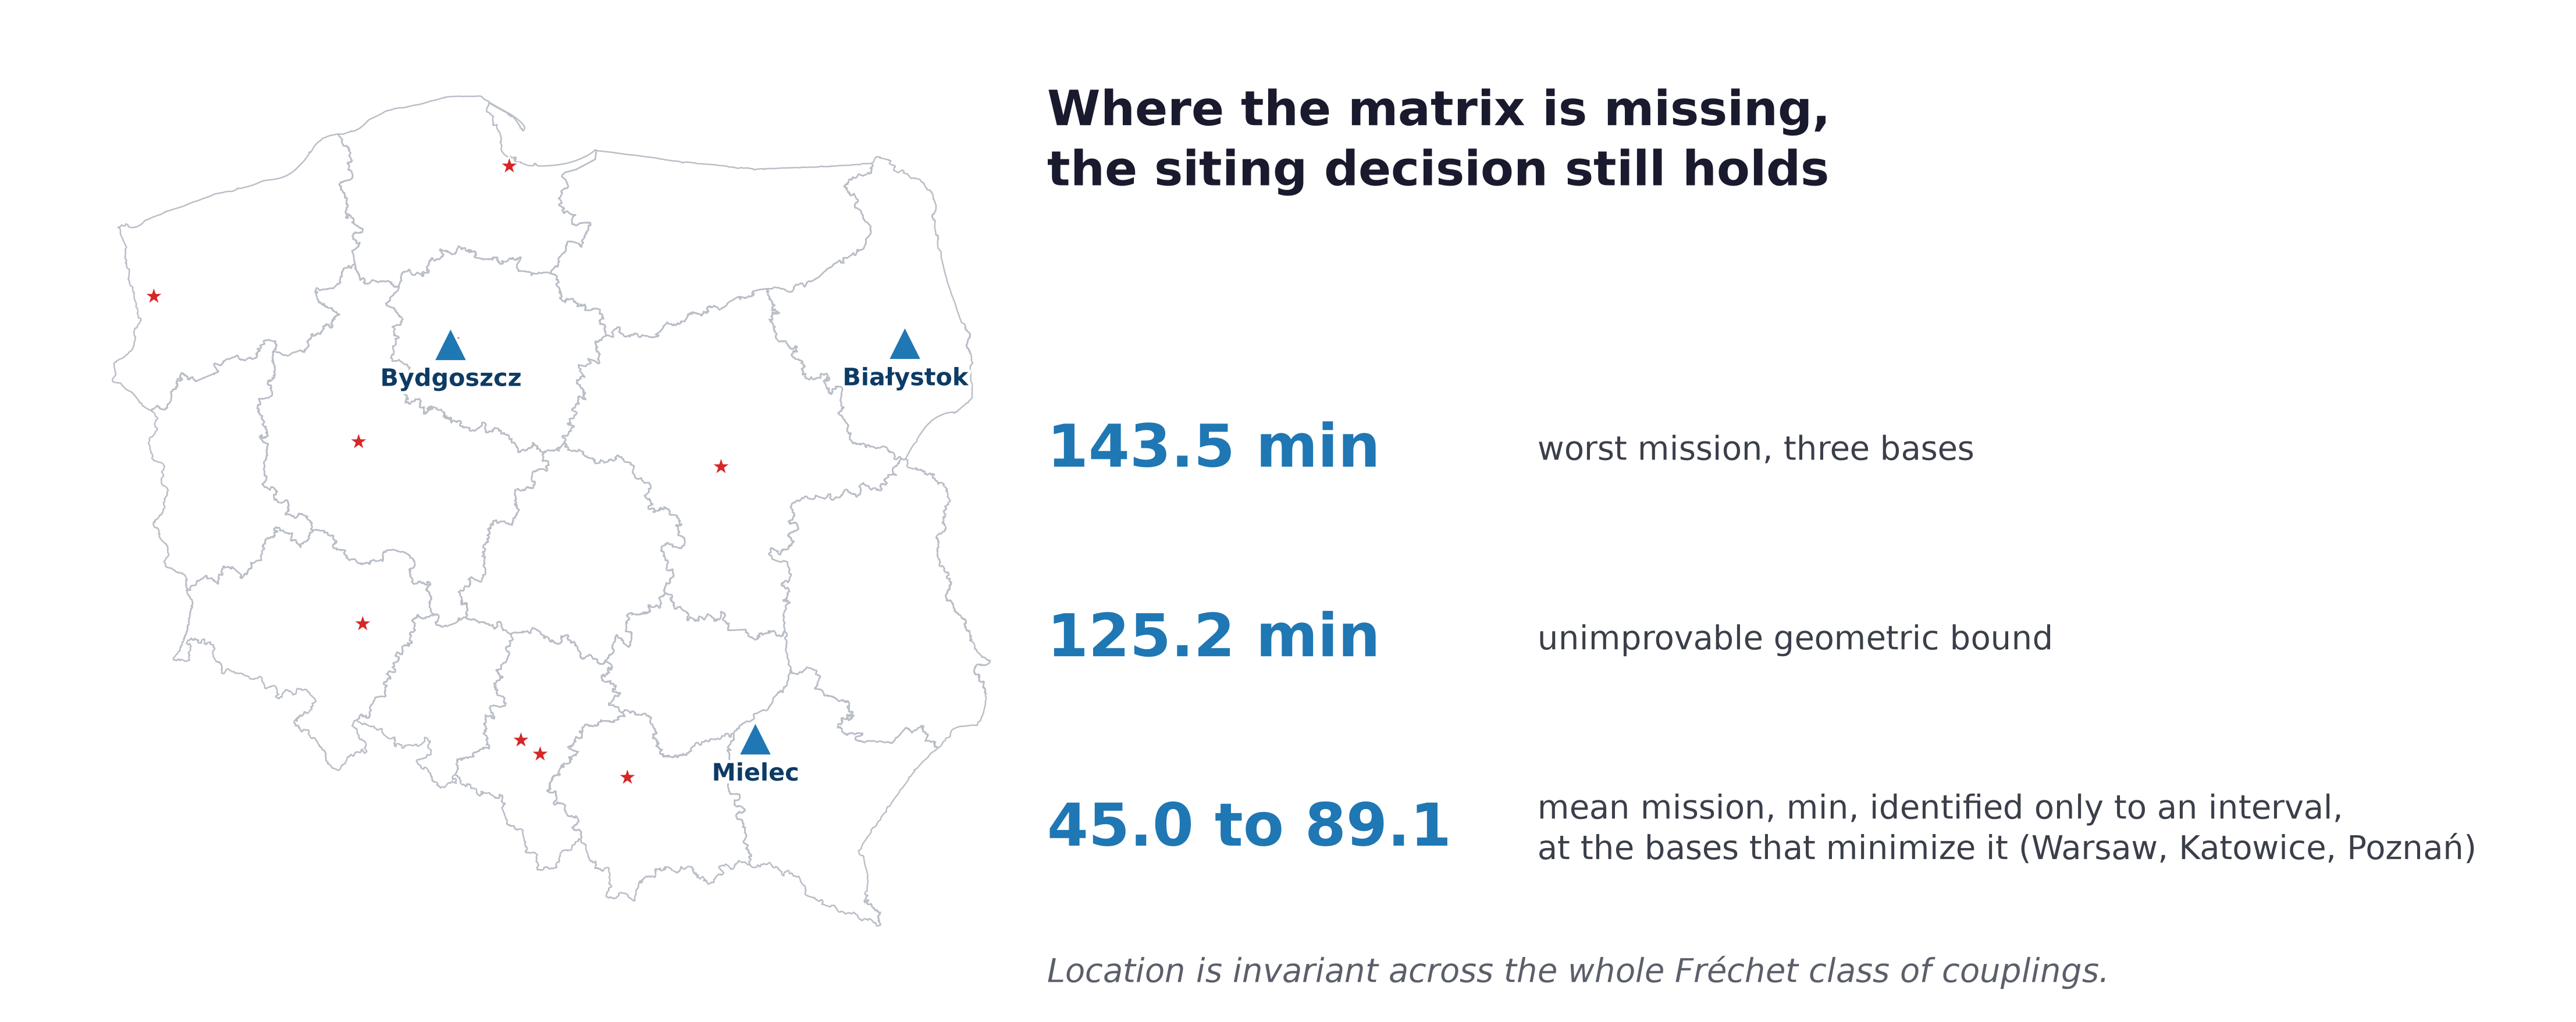 Where the matrix is missing,
the siting decision still holds
Bydgoszcz
Białystok
Mielec
143.5 min
worst mission, three bases
125.2 min
unimprovable geometric bound
45.0 to 89.1
mean mission, min, identified only to an interval,
at the bases that minimize it (Warsaw, Katowice, Poznań)
Location is invariant across the whole Fréchet class of couplings.